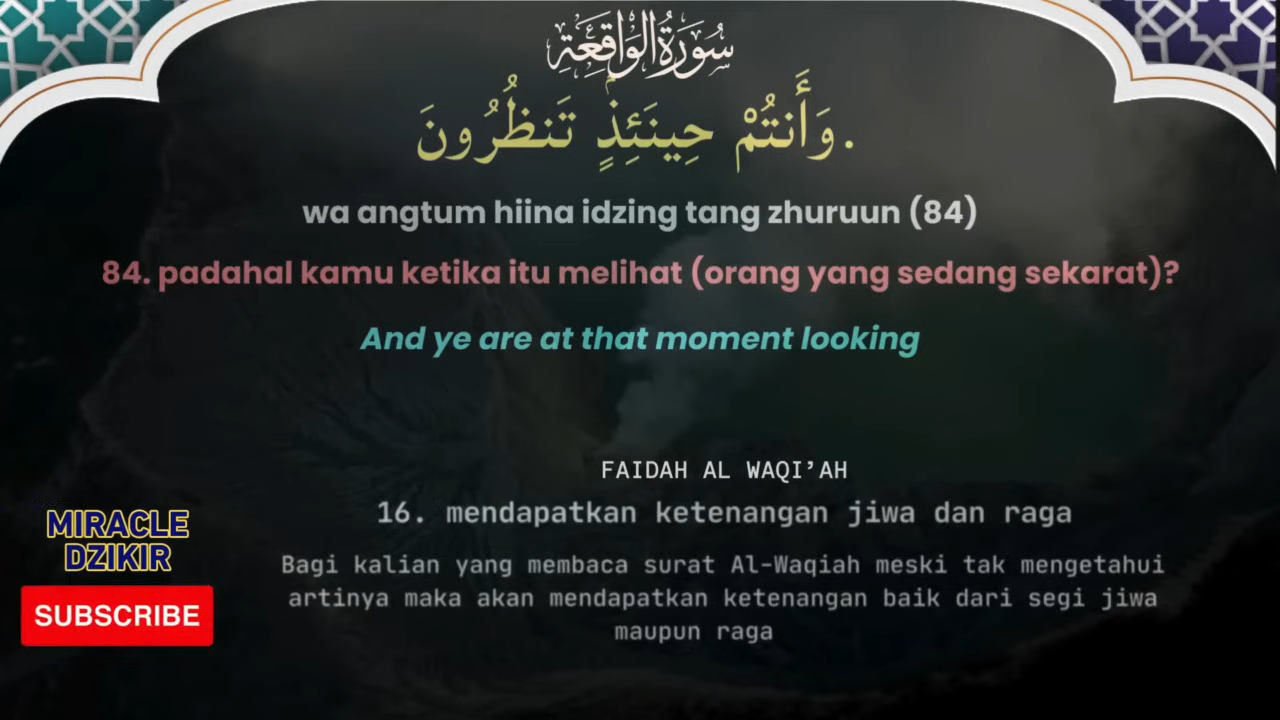 سُورَةُ الْوَاقِعَةِ
وَأَنتُمْ حِينَئِذٍ تَنظُرُونَ.
wa angtum hiina idzing tang zhuruun (84)
84. padahal kamu ketika itu melihat (orang yang sedang sekarat)?
And ye are at that moment looking
FAIDAH AL WAQI’AH
16. mendapatkan ketenangan jiwa dan raga
Bagi kalian yang membaca surat Al-Waqiah meski tak mengetahui
artinya maka akan mendapatkan ketenangan baik dari segi jiwa
maupun raga
MIRACLE
DZIKIR
SUBSCRIBE